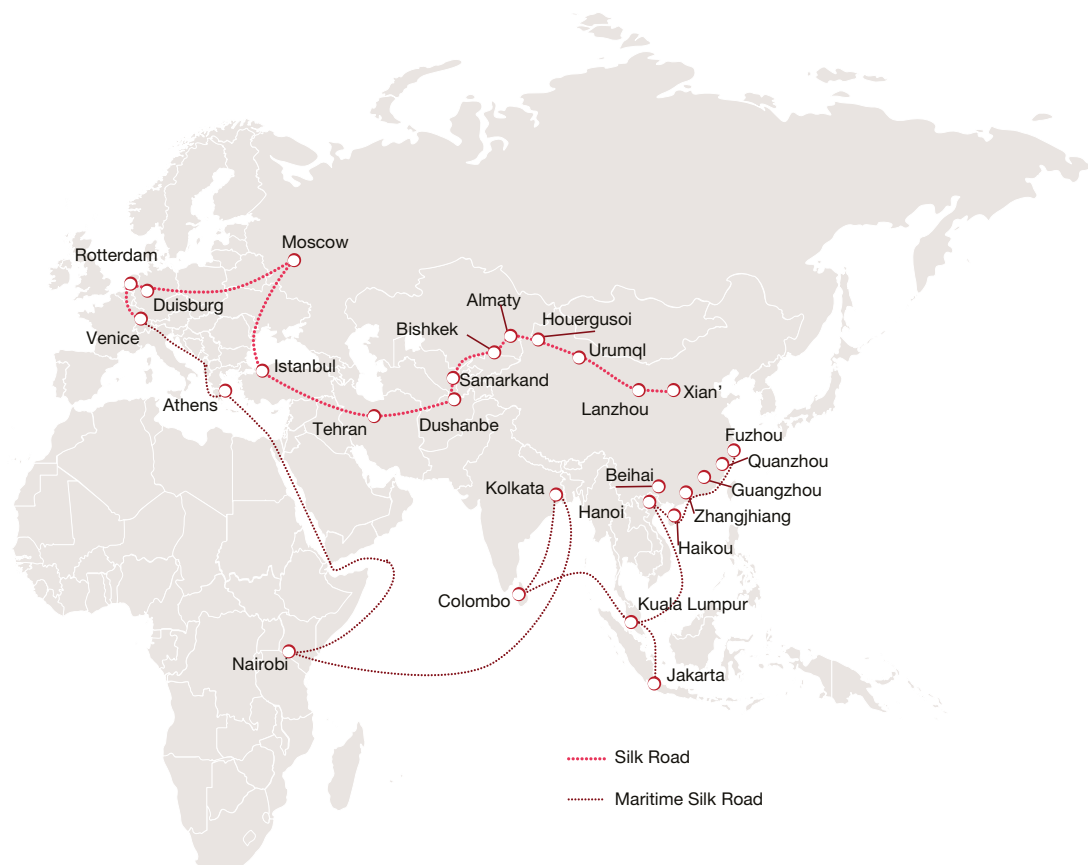 Moscow
Rotterdam
Duisburg
Venice
Almaty
Houergusoi
Bishkek
Urumql
Istanbul
Samarkand
Xian’
Lanzhou
Athens
Tehran
Dushanbe
Fuzhou
Quanzhou
Beihai
Guangzhou
Kolkata
Hanoi
Zhangjhiang
Haikou
Colombo
Kuala Lumpur
Nairobi
Jakarta
Silk Road
Maritime Silk Road